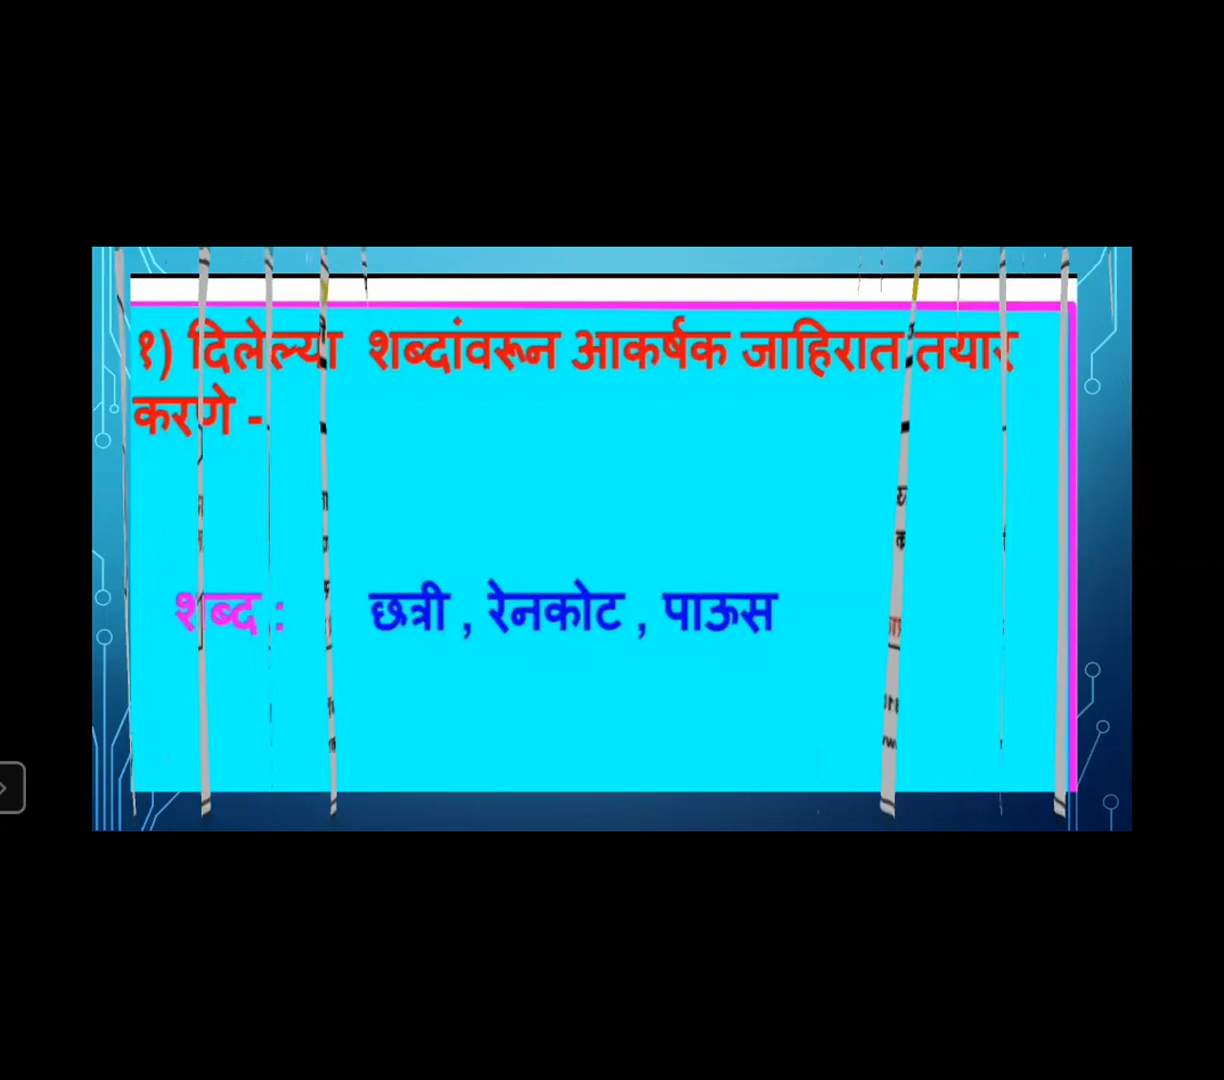 १) दिलेल्या शब्दांवरून आकर्षक जाहिरात तयार
करणे -
शब्द : छत्री , रेनकोट , पाऊस